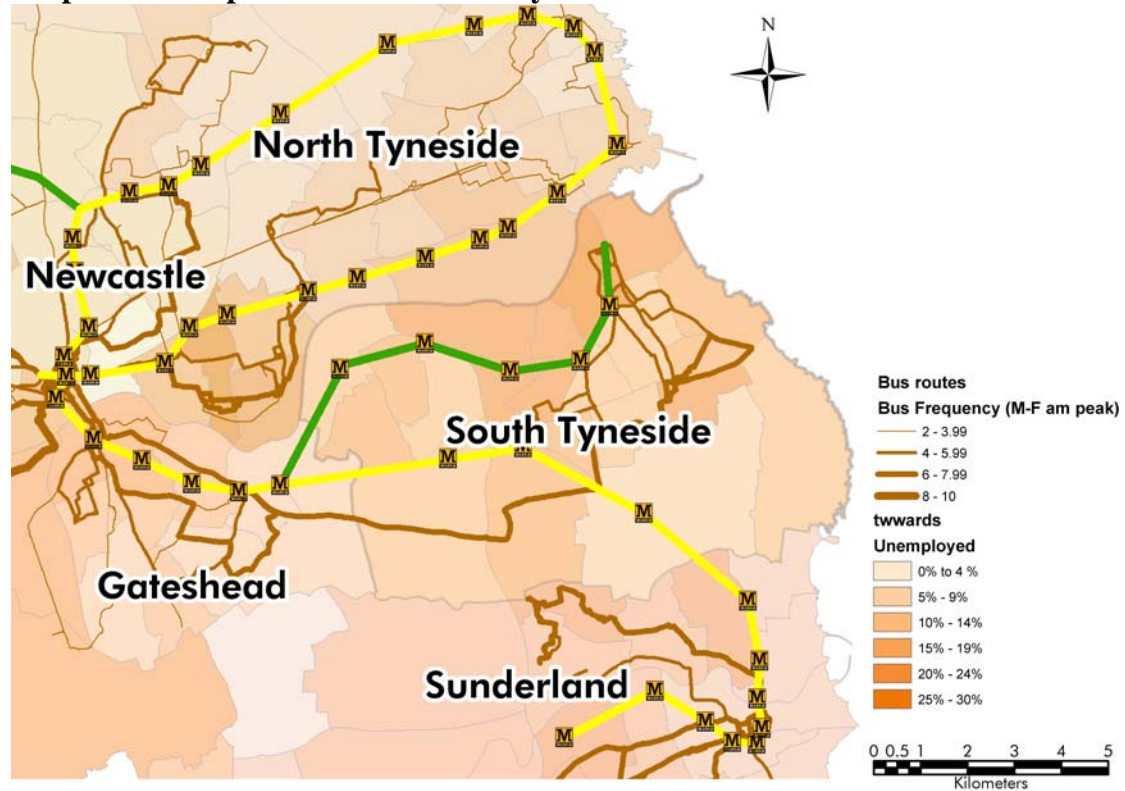 N
North Tyneside
Newcastle
South Tyneside
Gateshead
Sunderland
Bus routes
Bus Frequency (M-F am peak)
2 - 3.99
4 - 5.99
6 - 7.99
8 - 10
twwards
Unemployed
0% to 4 %
5% - 9%
10% - 14%
15% - 19%
20% - 24%
25% - 30%
0 0.5 1 2 3 4 5
Kilometers